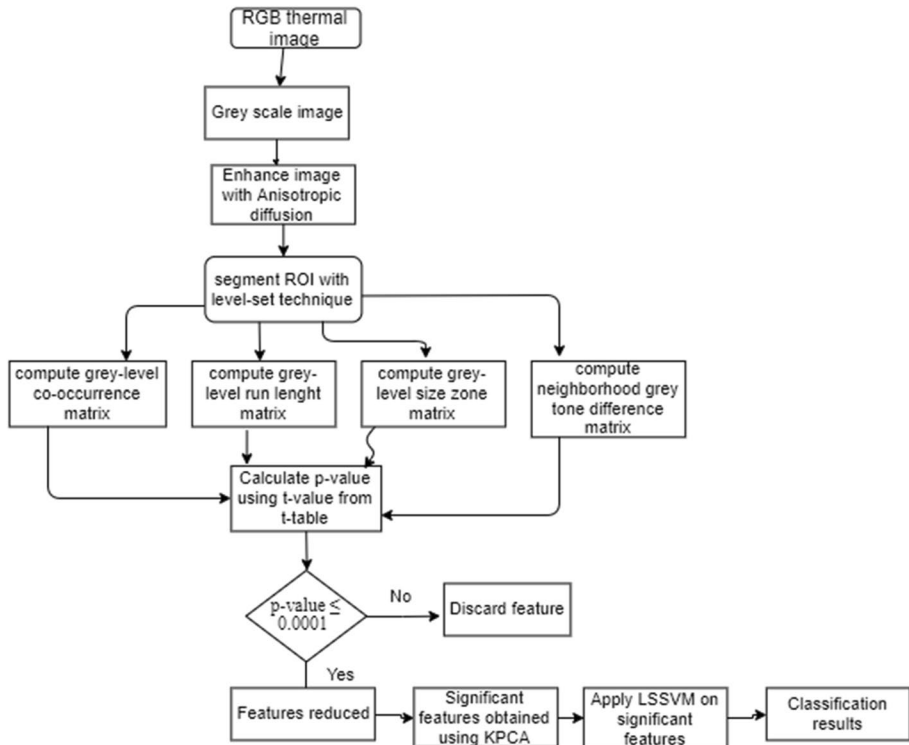 RGB thermal
image
Grey scale image
Enhance image
with Anisotropic
diffusion
segment ROI with
level-set technique
compute grey-level
co-occurrence
matrix
compute grey-
level run lenght
matrix
compute grey-
level size zone
matrix
compute
neighborhood grey
tone difference
matrix
Calculate p-value
using t-value from
t-table
p-value ≤
0.0001
No
Discard feature
Yes
Features reduced
Significant
features obtained
using KPCA
Apply LSSVM on
significant
features
Classification
results